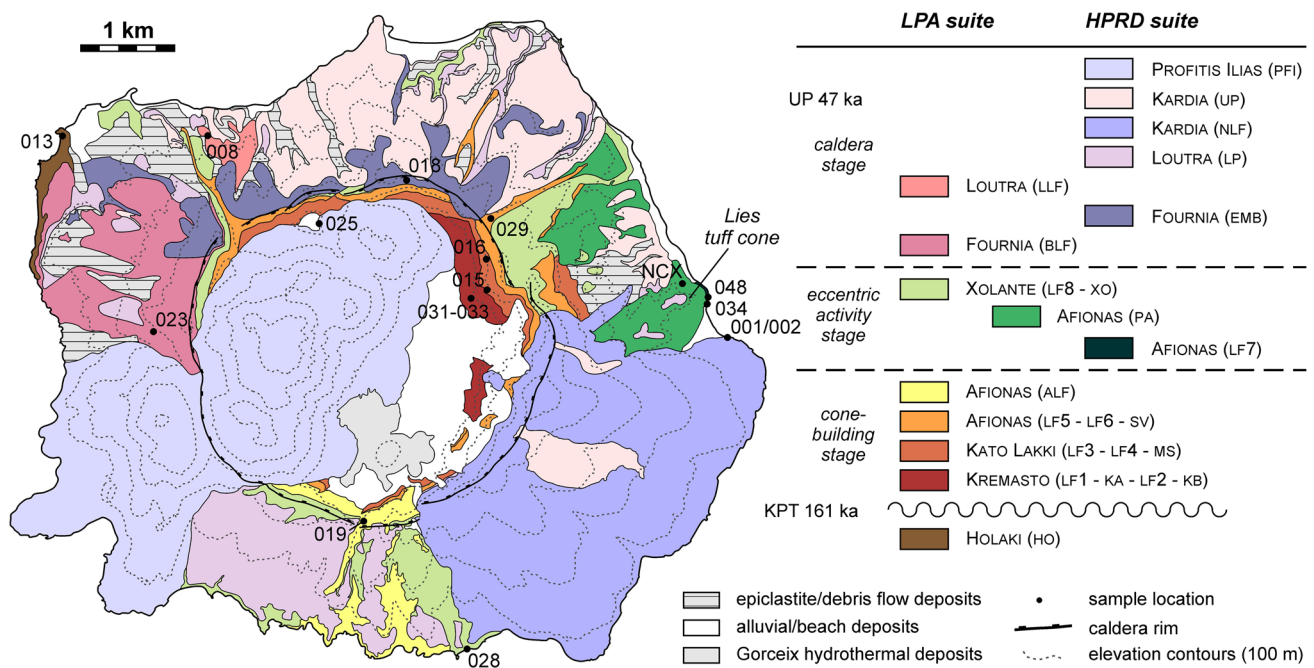 1 km
013
008
018
025
029
016
015
031-033
023
NCX
048
034
001/002
019
028
Lies
tuff cone
LPA suite
HPRD suite
PROFITIS ILIAS (PFI)
UP 47 ka
KARDIA (UP)
caldera
stage
KARDIA (NLF)
LOUTRA (LP)
LOUTRA (LLF)
FOURNIA (EMB)
FOURNIA (BLF)
eccentric
activity
stage
XOLANTE (LF8 - XO)
AFIONAS (PA)
AFIONAS (LF7)
cone-
building
stage
AFIONAS (ALF)
AFIONAS (LF5 - LF6 - SV)
KATO LAKKI (LF3 - LF4 - MS)
KREMASTO (LF1 - KA - LF2 - KB)
KPT 161 ka
HOLAKI (HO)
epiclastite/debris flow deposits
alluvial/beach deposits
Gorceix hydrothermal deposits
sample location
caldera rim
elevation contours (100 m)